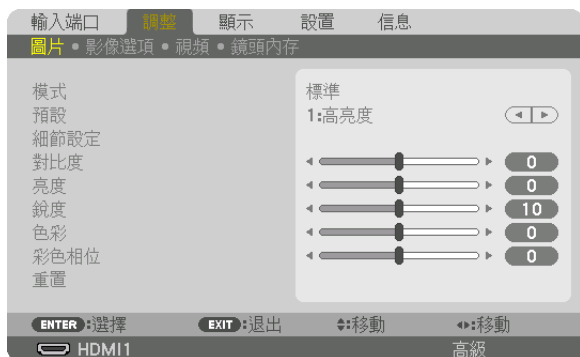 輸入端口 調整 顯示 設置 信息
圖片 • 影像選項 • 視頻 • 鏡頭內存
模式 標準
預設 1:高亮度
細節設定
對比度 0
亮度 0
銳度 10
色彩 0
彩色相位 0
重置
ENTER:選擇 EXIT:退出 :移動 :移動
HDMI1 高級